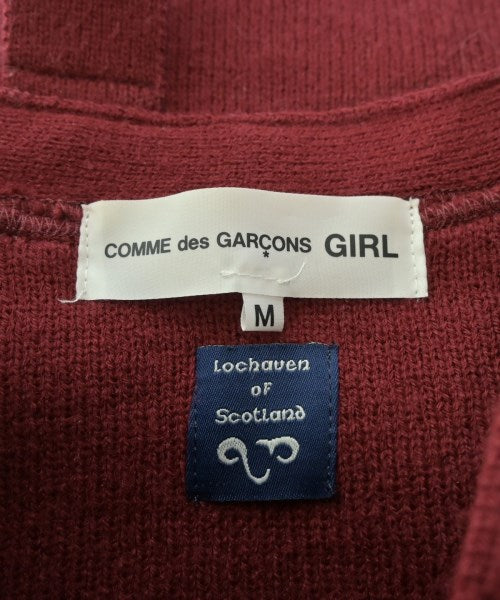 COMME des GARÇONS GIRL
*
M
Lochaven
of
Scotland